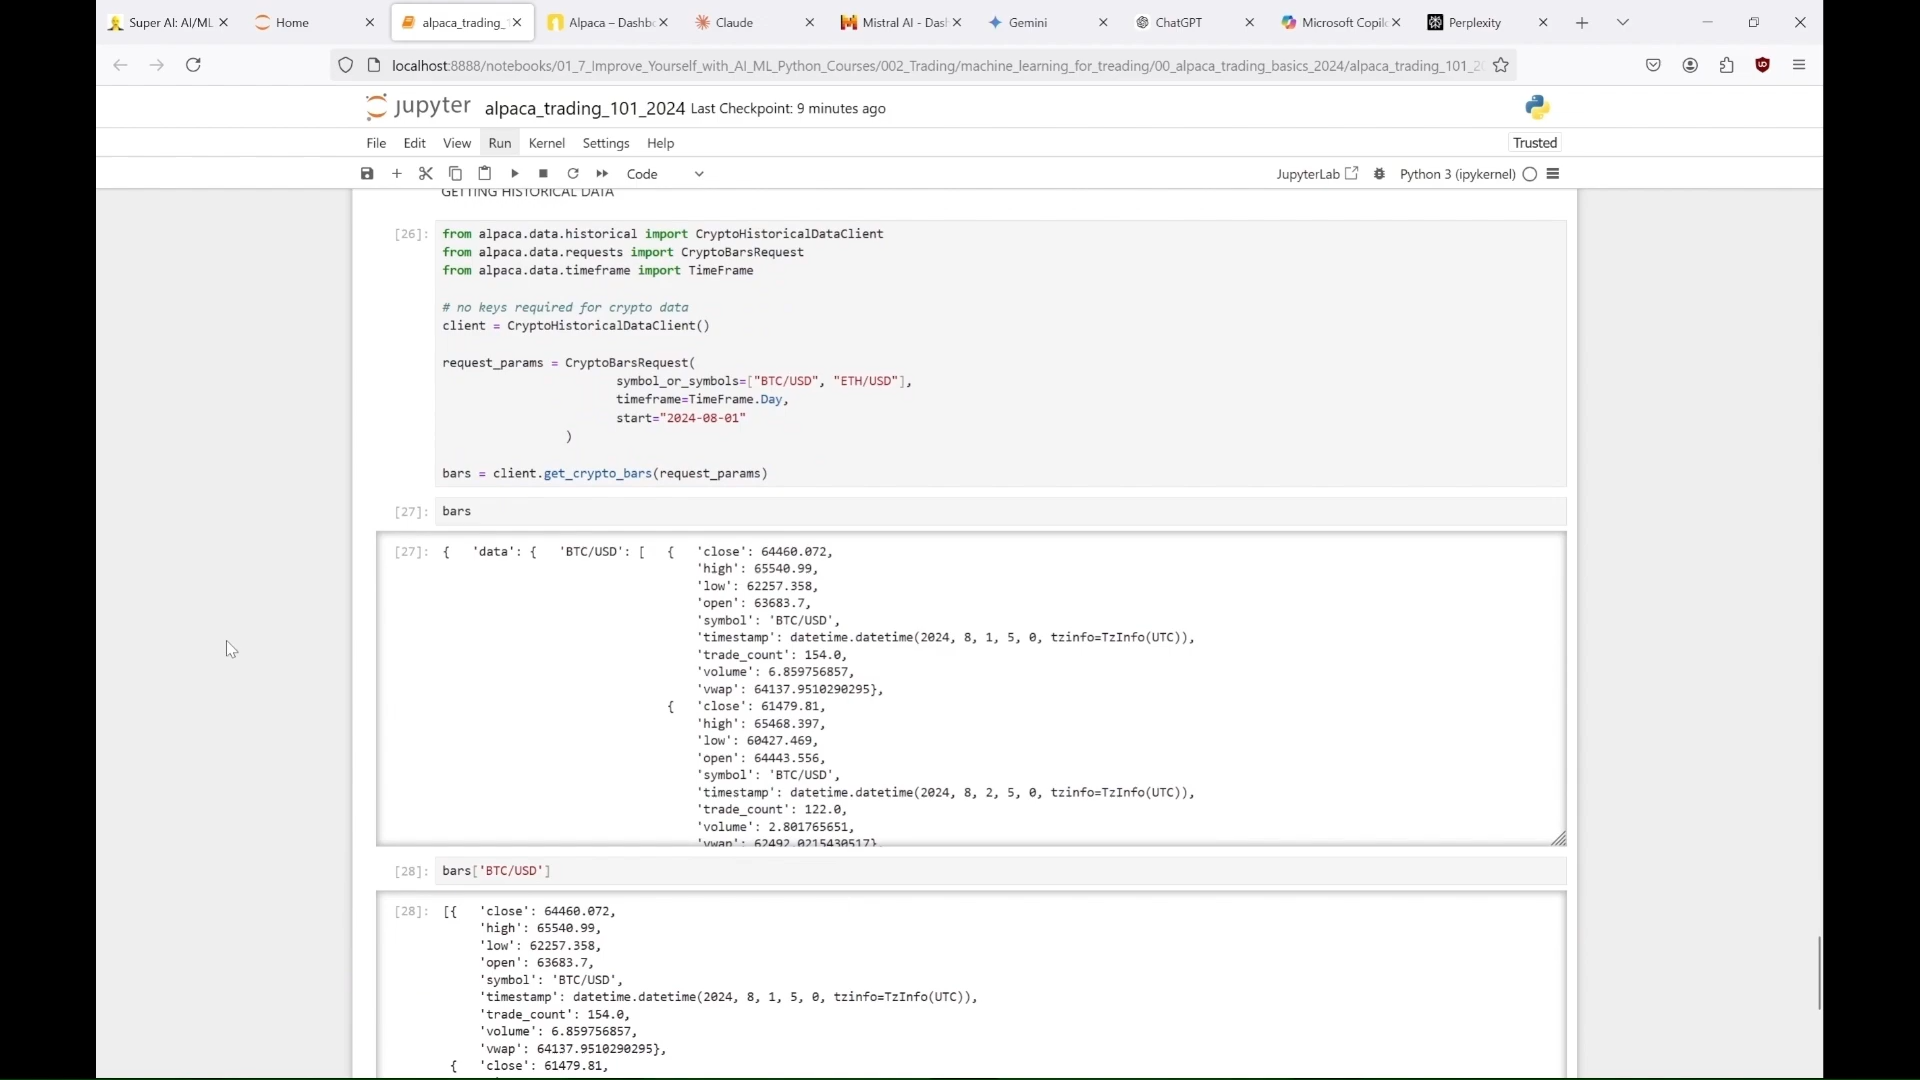 Super AI: AI/ML
Home
alpaca_trading_
Alpaca – Dashbo
Claude
Mistral AI - Dash
Gemini
ChatGPT
Microsoft Copilo
Perplexity
localhost:8888/notebooks/01_7_Improve_Yourself_with_AI_ML_Python_Courses/002_Trading/machine_learning_for_treading/00_alpaca_trading_basics_2024/alpaca_trading_101_20
jupyter alpaca_trading_101_2024 Last Checkpoint: 9 minutes ago
File Edit View Run Kernel Settings Help Trusted
Code JupyterLab Python 3 (ipykernel)
GETTING HISTORICAL DATA
[26]: from alpaca.data.historical import CryptoHistoricalDataClient
from alpaca.data.requests import CryptoBarsRequest
from alpaca.data.timeframe import TimeFrame
# no keys required for crypto data
client = CryptoHistoricalDataClient()
request_params = CryptoBarsRequest(
symbol_or_symbols=["BTC/USD", "ETH/USD"],
timeframe=TimeFrame.Day,
start="2024-08-01"
)
bars = client.get_crypto_bars(request_params)
[27]: bars
[27]: { 'data': { 'BTC/USD': [ { 'close': 64460.072,
'high': 65540.99,
'low': 62257.358,
'open': 63683.7,
'symbol': 'BTC/USD',
'timestamp': datetime.datetime(2024, 8, 1, 5, 0, tzinfo=TzInfo(UTC)),
'trade_count': 154.0,
'volume': 6.859756857,
'vwap': 64137.9510290295},
{ 'close': 61479.81,
'high': 65468.397,
'low': 60427.469,
'open': 64443.556,
'symbol': 'BTC/USD',
'timestamp': datetime.datetime(2024, 8, 2, 5, 0, tzinfo=TzInfo(UTC)),
'trade_count': 122.0,
'volume': 2.801765651,
'vwap': 62492.0215430517},
[28]: bars['BTC/USD']
[28]: [{ 'close': 64460.072,
'high': 65540.99,
'low': 62257.358,
'open': 63683.7,
'symbol': 'BTC/USD',
'timestamp': datetime.datetime(2024, 8, 1, 5, 0, tzinfo=TzInfo(UTC)),
'trade_count': 154.0,
'volume': 6.859756857,
'vwap': 64137.9510290295},
{ 'close': 61479.81,